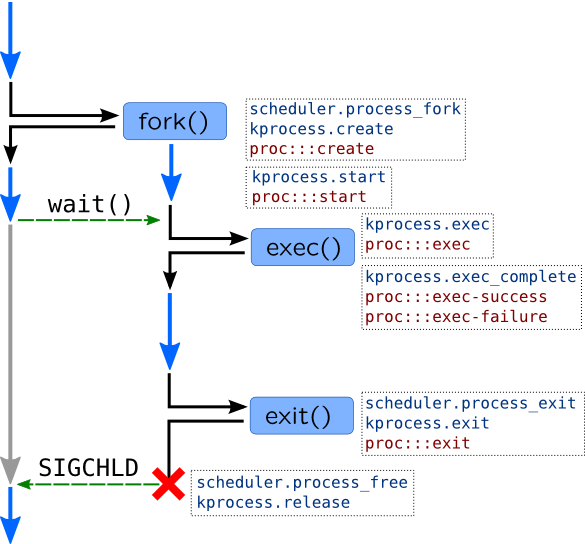 fork()
scheduler.process_fork
kprocess.create
proc:::create
kprocess.start
proc:::start
wait()
exec()
kprocess.exec
proc:::exec
kprocess.exec_complete
proc:::exec-success
proc:::exec-failure
exit()
scheduler.process_exit
kprocess.exit
proc:::exit
SIGCHLD
scheduler.process_free
kprocess.release